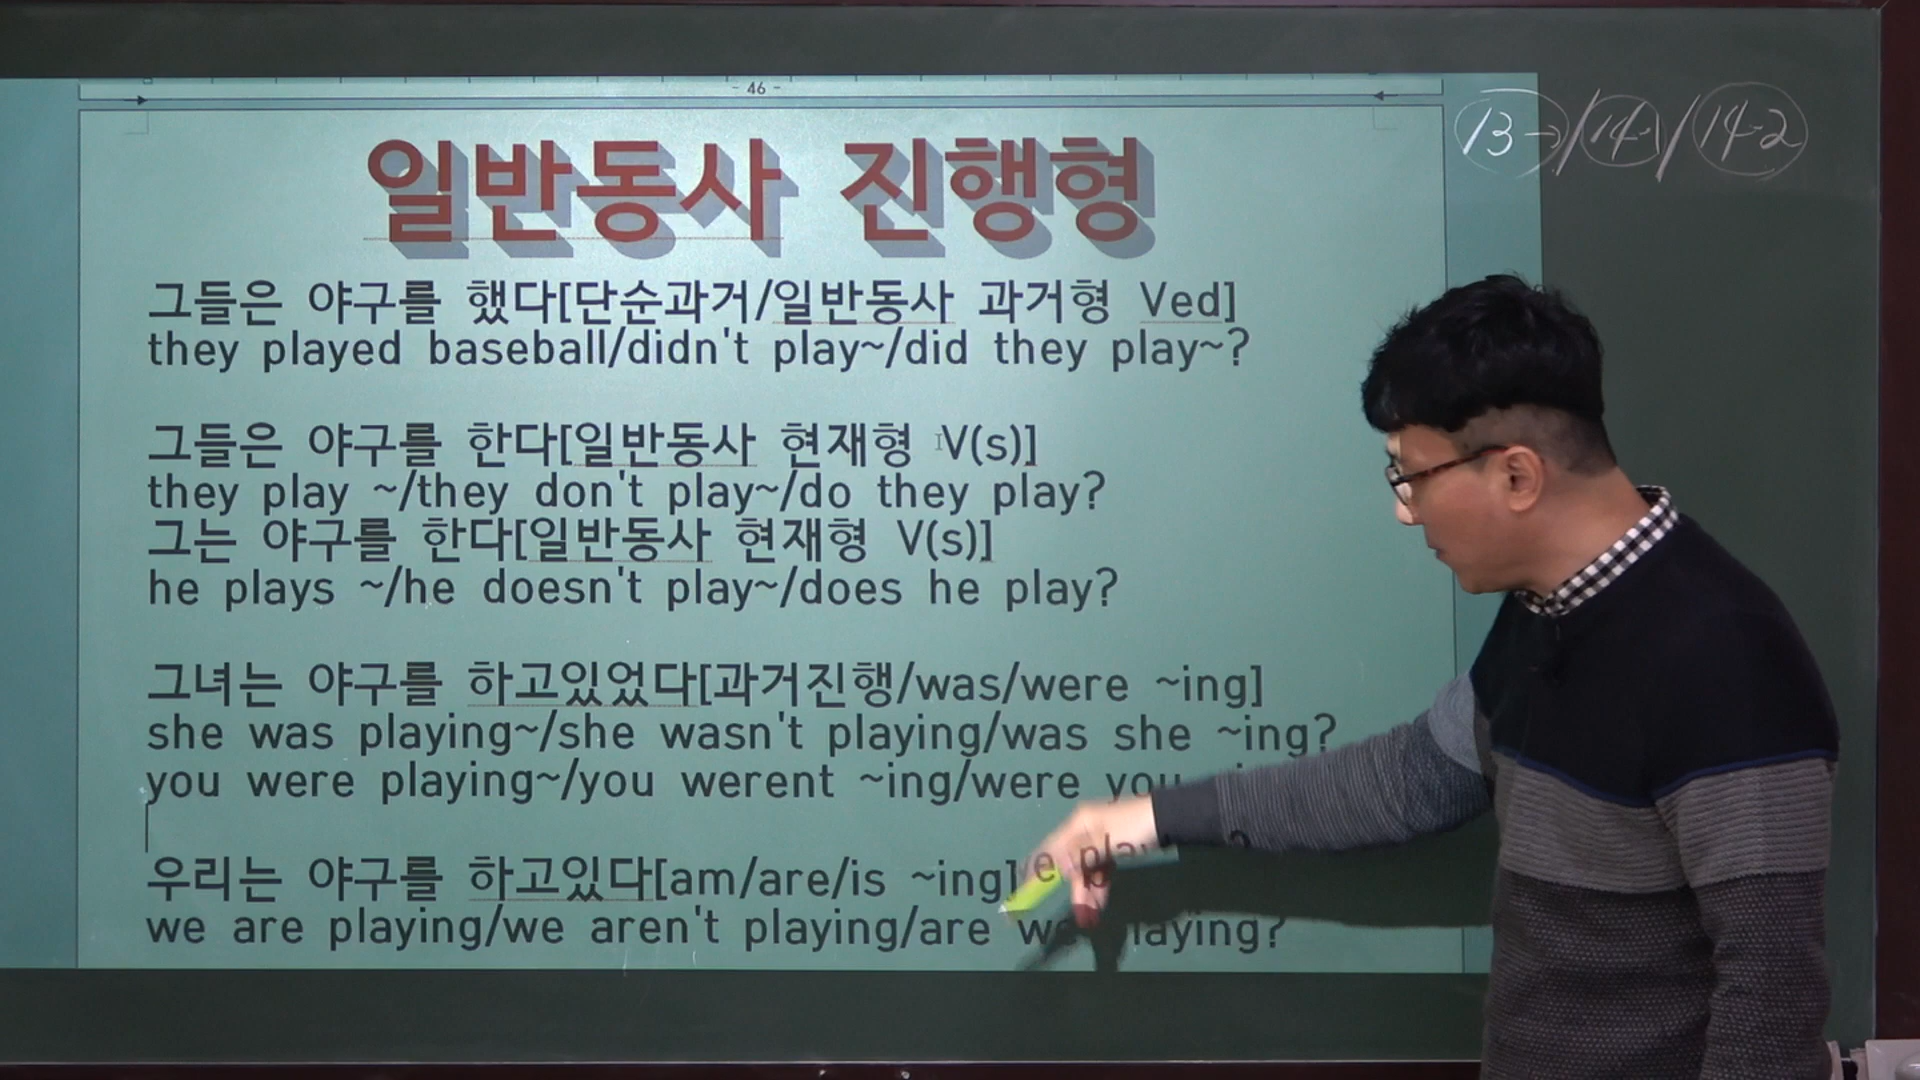 - 46 -
13-/14-1/14-2
일반동사 진행형
그들은 야구를 했다[단순과거/일반동사 과거형 Ved]
they played baseball/didn't play~/did they play~?
그들은 야구를 한다[일반동사 현재형 V(s)]
they play ~/they don't play~/do they play?
그는 야구를 한다[일반동사 현재형 V(s)]
he plays ~/he doesn't play~/does he play?
그녀는 야구를 하고있었다[과거진행/was/were ~ing]
she was playing~/she wasn't playing/was she ~ing?
you were playing~/you werent ~ing/were you
우리는 야구를 하고있다[am/are/is ~ing]
we are playing/we aren't playing/are we playing?